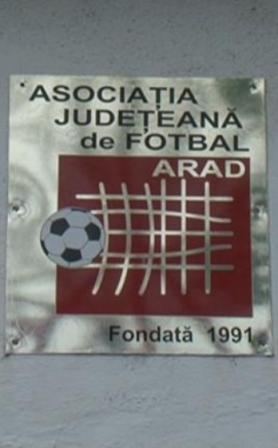 ASOCIAȚIA
JUDEȚEANĂ
de FOTBAL
ARAD
Fondată 1991